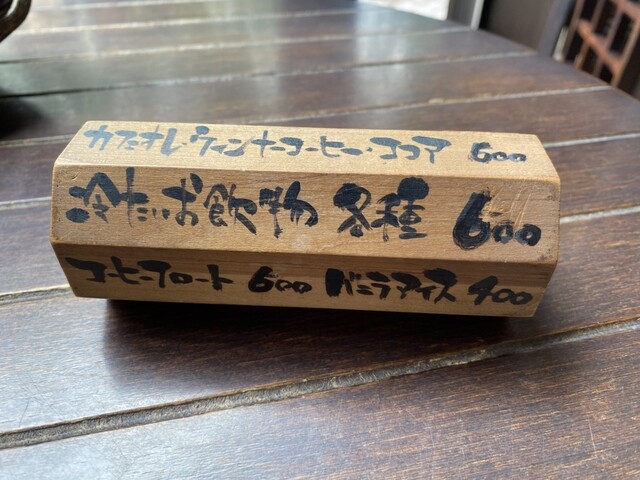 カフェオレ・ウィンナーコーヒー・ココア 600
冷たいお飲物 各種 600
コーヒーフロート 600 バニラアイス 400